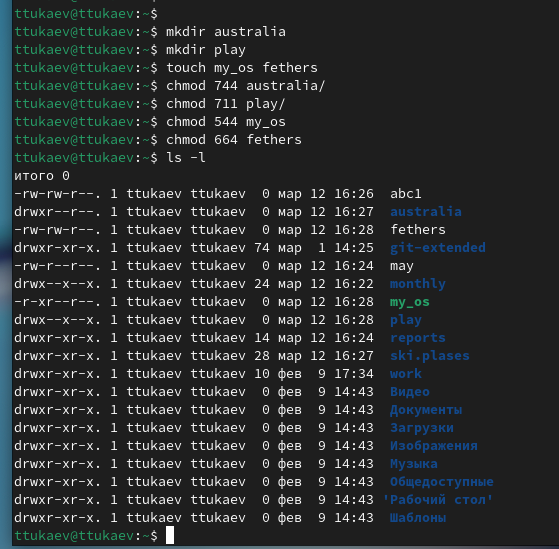 ttukaev@ttukaev:~$
ttukaev@ttukaev:~$ mkdir australia
ttukaev@ttukaev:~$ mkdir play
ttukaev@ttukaev:~$ touch my_os fethers
ttukaev@ttukaev:~$ chmod 744 australia/
ttukaev@ttukaev:~$ chmod 711 play/
ttukaev@ttukaev:~$ chmod 544 my_os
ttukaev@ttukaev:~$ chmod 664 fethers
ttukaev@ttukaev:~$ ls -l
итого 0
-rw-rw-r--. 1 ttukaev ttukaev  0 мар 12 16:26  abc1
drwxr--r--. 1 ttukaev ttukaev  0 мар 12 16:27  australia
-rw-rw-r--. 1 ttukaev ttukaev  0 мар 12 16:28  fethers
drwxr-xr-x. 1 ttukaev ttukaev 74 мар  1 14:25  git-extended
-rw-r--r--. 1 ttukaev ttukaev  0 мар 12 16:24  may
drwx--x--x. 1 ttukaev ttukaev 24 мар 12 16:22  monthly
-r-xr--r--. 1 ttukaev ttukaev  0 мар 12 16:28  my_os
drwx--x--x. 1 ttukaev ttukaev  0 мар 12 16:28  play
drwxr-xr-x. 1 ttukaev ttukaev 14 мар 12 16:24  reports
drwxr-xr-x. 1 ttukaev ttukaev 28 мар 12 16:27  ski.plases
drwxr-xr-x. 1 ttukaev ttukaev 10 фев  9 17:34  work
drwxr-xr-x. 1 ttukaev ttukaev  0 фев  9 14:43  Видео
drwxr-xr-x. 1 ttukaev ttukaev  0 фев  9 14:43  Документы
drwxr-xr-x. 1 ttukaev ttukaev  0 фев  9 14:43  Загрузки
drwxr-xr-x. 1 ttukaev ttukaev  0 фев  9 14:43  Изображения
drwxr-xr-x. 1 ttukaev ttukaev  0 фев  9 14:43  Музыка
drwxr-xr-x. 1 ttukaev ttukaev  0 фев  9 14:43  Общедоступные
drwxr-xr-x. 1 ttukaev ttukaev  0 фев  9 14:43 'Рабочий стол'
drwxr-xr-x. 1 ttukaev ttukaev  0 фев  9 14:43  Шаблоны
ttukaev@ttukaev:~$